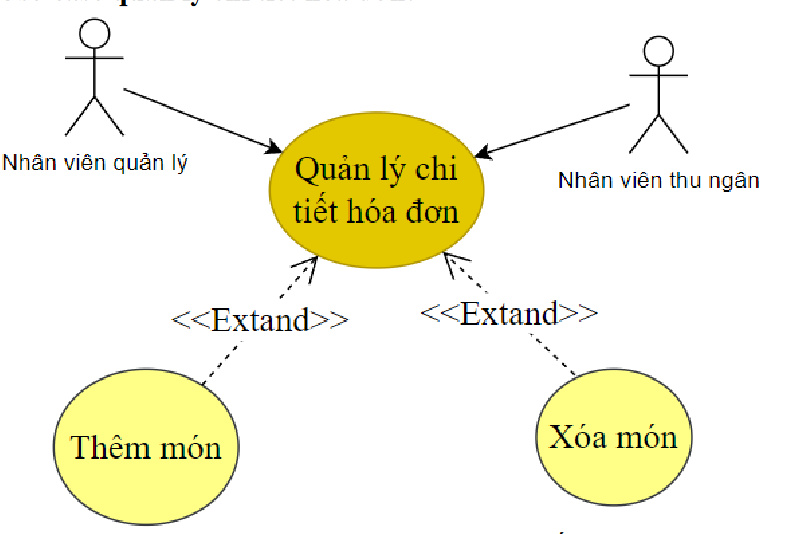 Nhân viên quản lý
Nhân viên thu ngân
Quản lý chi
tiết hóa đơn
<<Extand>>
<<Extand>>
Thêm món
Xóa món